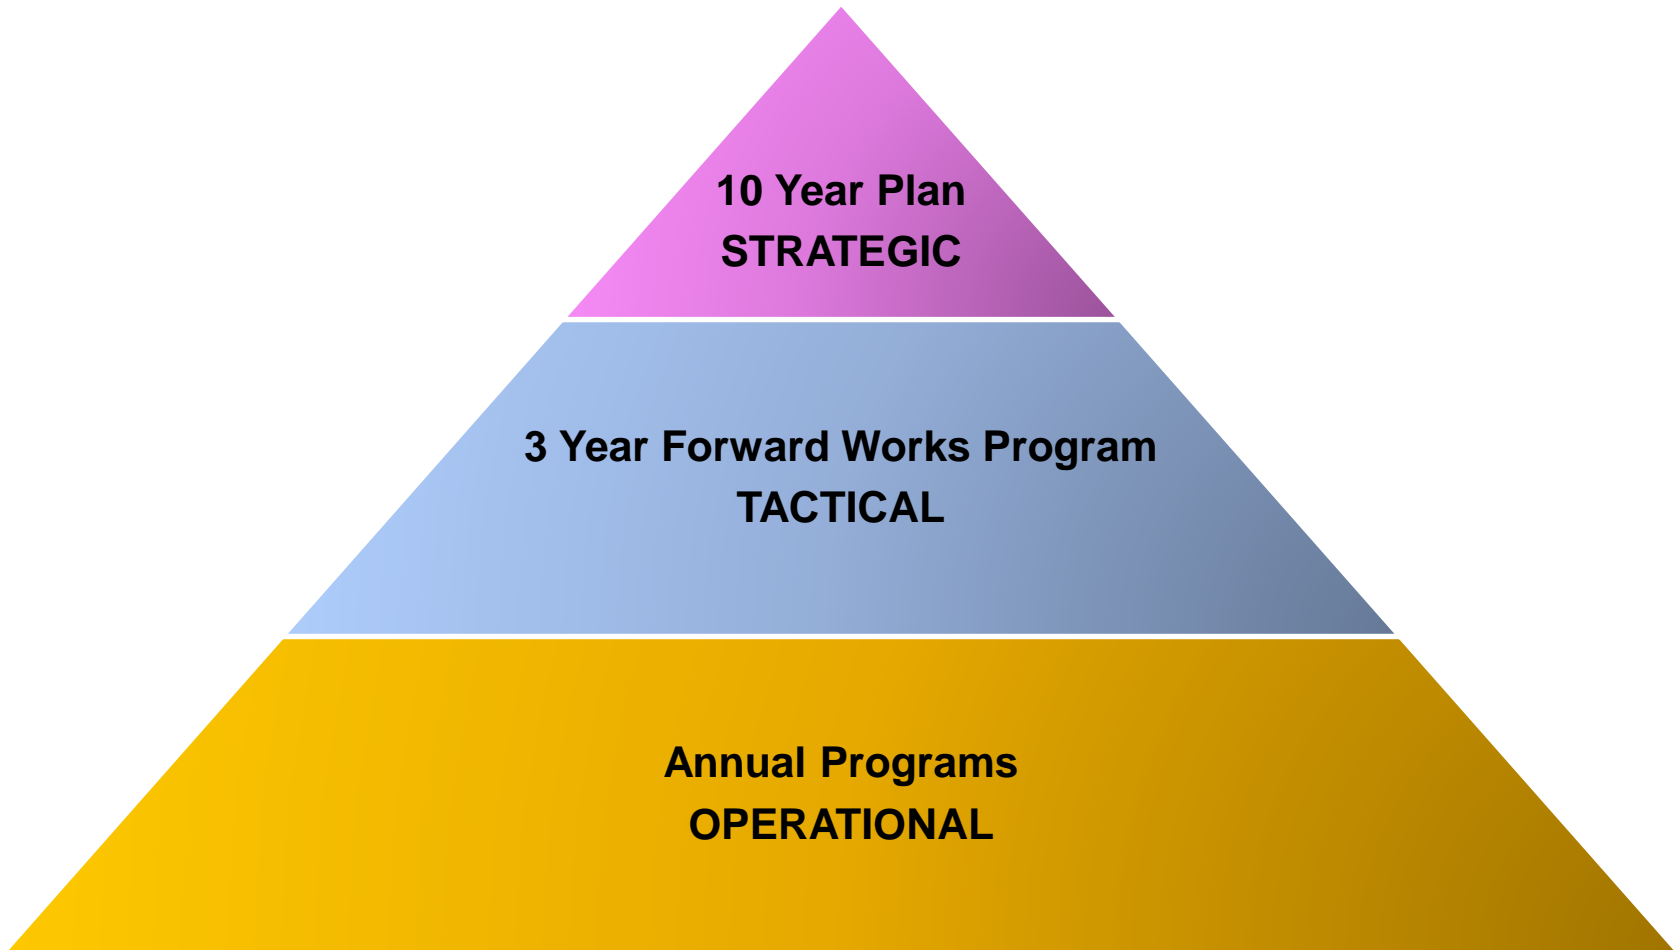 10 Year Plan
STRATEGIC
3 Year Forward Works Program
TACTICAL
Annual Programs
OPERATIONAL